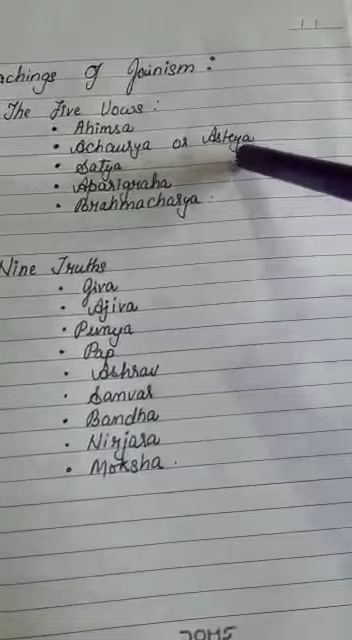 achings of Jainism :
The Five Vows :
• Ahimsa
• Achaurya or Asteya
• Satya
• Aparigraha
• Brahmacharya .
Nine Truths
• Jiva
• Ajiva
• Punya
• Pap
• Ashrav
• Sanvar
• Bandha
• Nirjara
• Moksha .